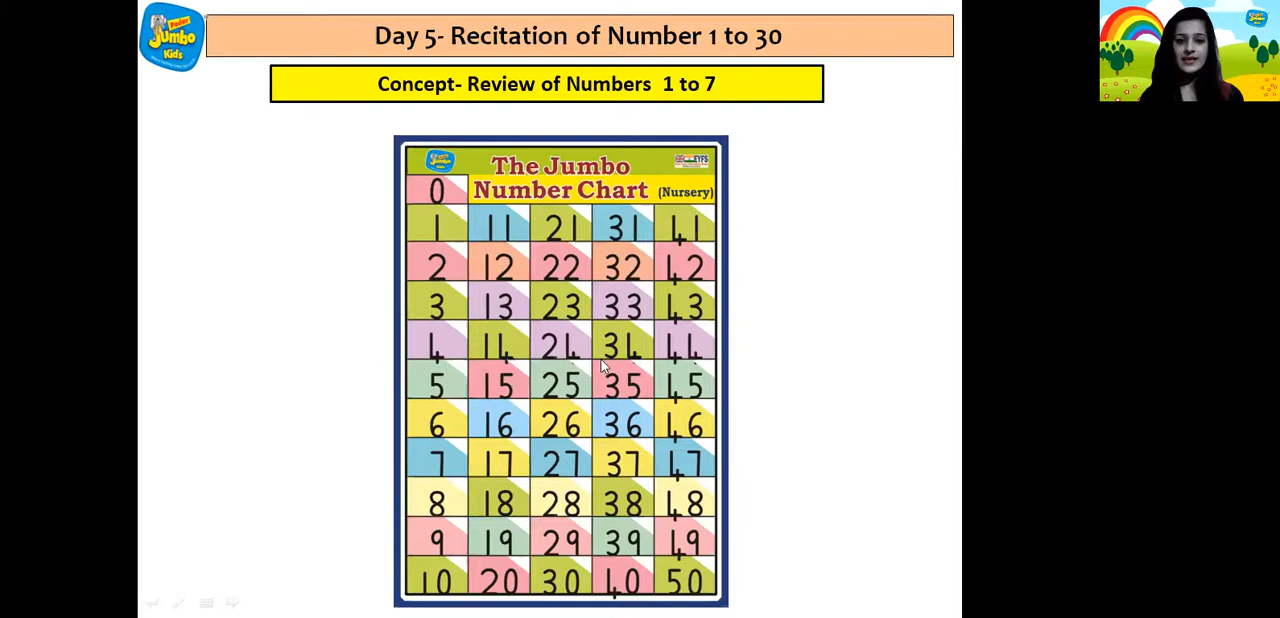 Podar
Jumbo
Kids
Day 5- Recitation of Number 1 to 30
Concept- Review of Numbers 1 to 7
The Jumbo
EYFS
0 Number Chart (Nursery)
1 11 21 31 41
2 12 22 32 42
3 13 23 33 43
4 14 24 34 44
5 15 25 35 45
6 16 26 36 46
7 17 27 37 47
8 18 28 38 48
9 19 29 39 49
10 20 30 40 50